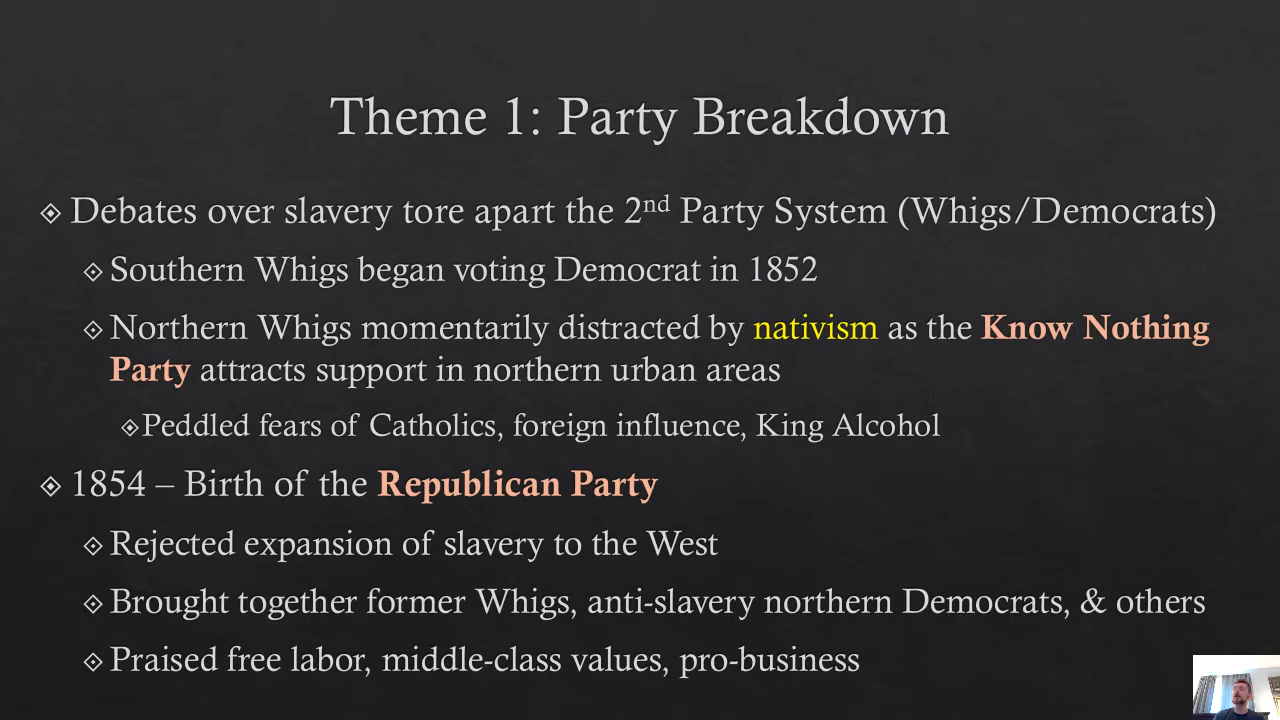 Theme 1: Party Breakdown
Debates over slavery tore apart the 2nd Party System (Whigs/Democrats)
Southern Whigs began voting Democrat in 1852
Northern Whigs momentarily distracted by nativism as the Know Nothing
Party attracts support in northern urban areas
Peddled fears of Catholics, foreign influence, King Alcohol
1854 – Birth of the Republican Party
Rejected expansion of slavery to the West
Brought together former Whigs, anti-slavery northern Democrats, & others
Praised free labor, middle-class values, pro-business